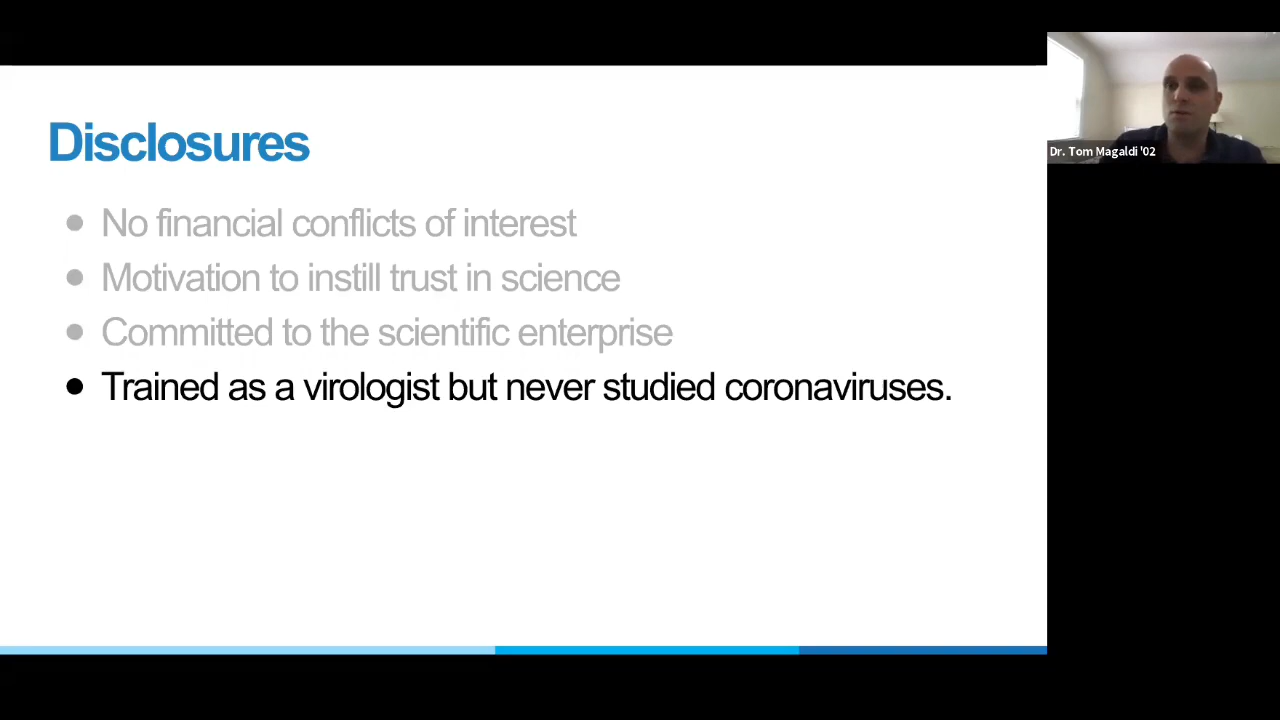 Disclosures
● No financial conflicts of interest
● Motivation to instill trust in science
● Committed to the scientific enterprise
● Trained as a virologist but never studied coronaviruses.
Dr. Tom Magaldi '02